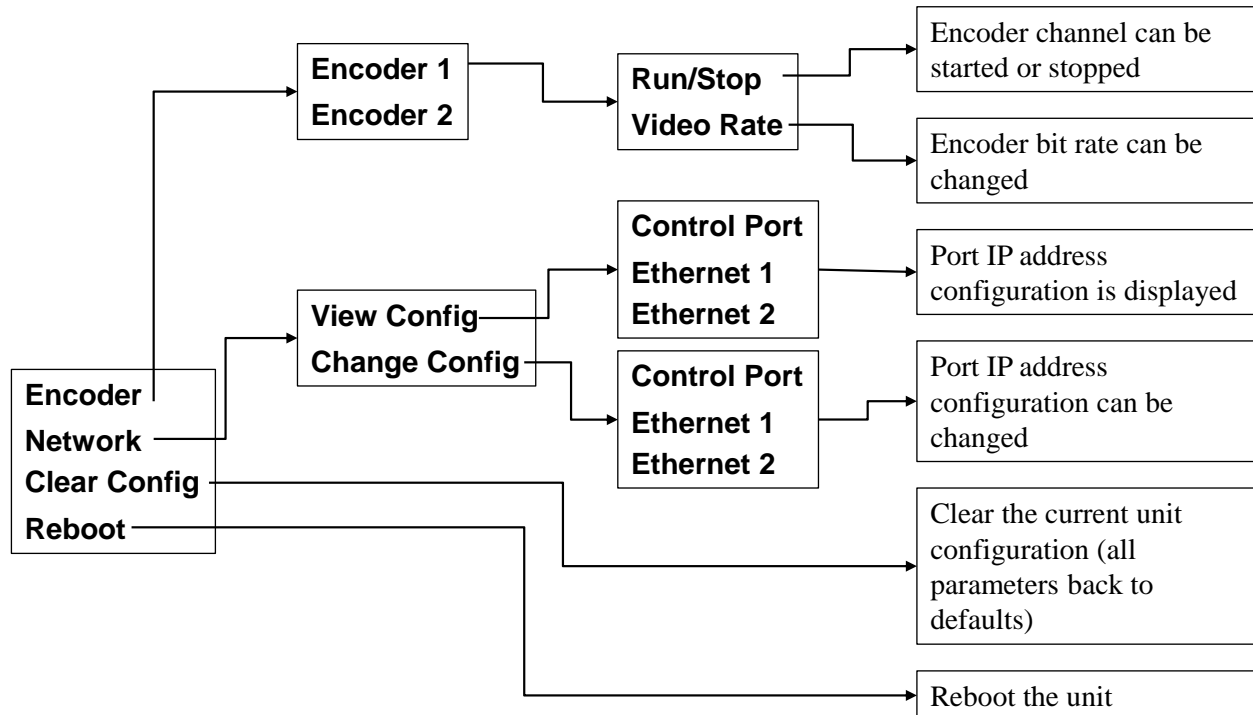 Encoder
Network
Clear Config
Reboot
Encoder 1
Encoder 2
View Config
Change Config
Run/Stop
Video Rate
Control Port
Ethernet 1
Ethernet 2
Control Port
Ethernet 1
Ethernet 2
Encoder channel can be
started or stopped
Encoder bit rate can be
changed
Port IP address
configuration is displayed
Port IP address
configuration can be
changed
Clear the current unit
configuration (all
parameters back to
defaults)
Reboot the unit